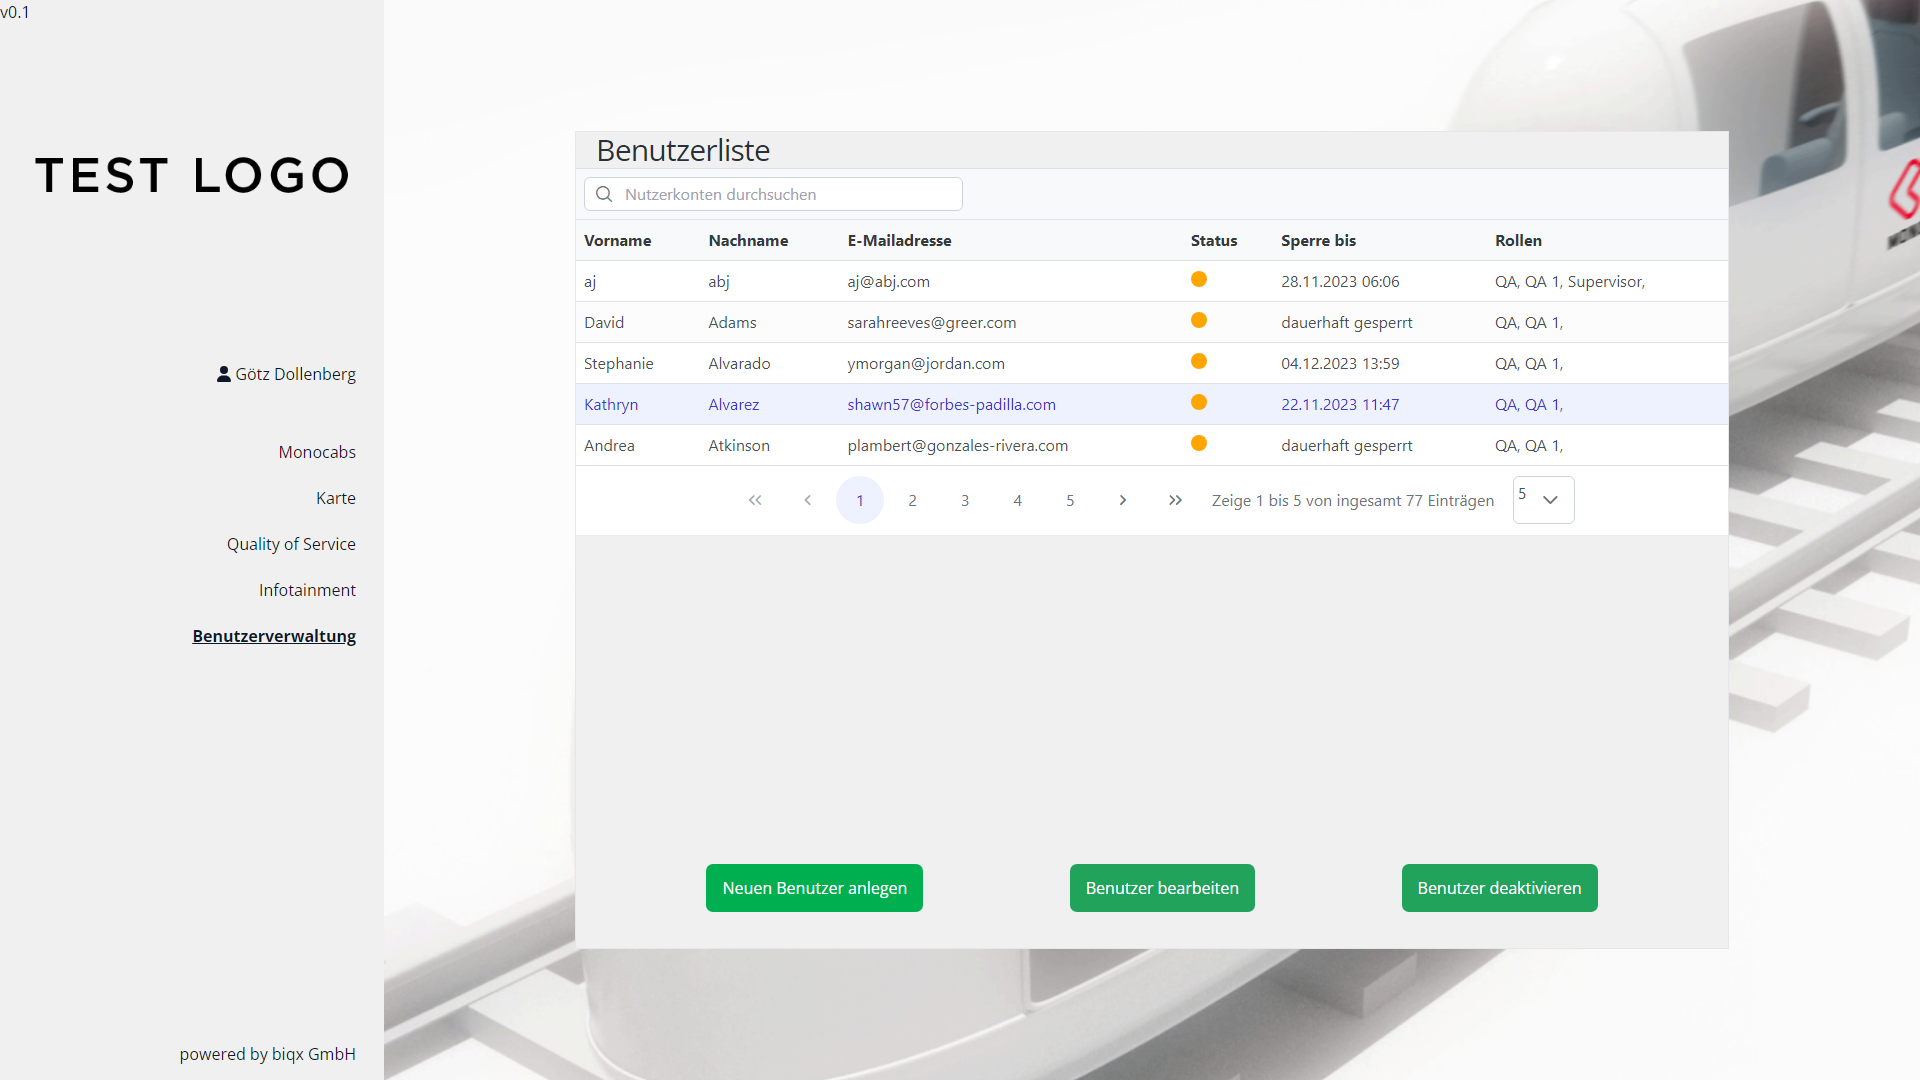 v0.1
TEST LOGO
Götz Dollenberg
Monocabs
Karte
Quality of Service
Infotainment
Benutzerverwaltung
powered by biqx GmbH
Benutzerliste
Nutzerkonten durchsuchen
Vorname Nachname E-Mailadresse Status Sperre bis Rollen
aj abj aj@abj.com 28.11.2023 06:06 QA, QA 1, Supervisor,
David Adams sarahreeves@greer.com dauerhaft gesperrt QA, QA 1,
Stephanie Alvarado ymorgan@jordan.com 04.12.2023 13:59 QA, QA 1,
Kathryn Alvarez shawn57@forbes-padilla.com 22.11.2023 11:47 QA, QA 1,
Andrea Atkinson plambert@gonzales-rivera.com dauerhaft gesperrt QA, QA 1,
1 2 3 4 5 Zeige 1 bis 5 von ingesamt 77 Einträgen 5
Neuen Benutzer anlegen Benutzer bearbeiten Benutzer deaktivieren